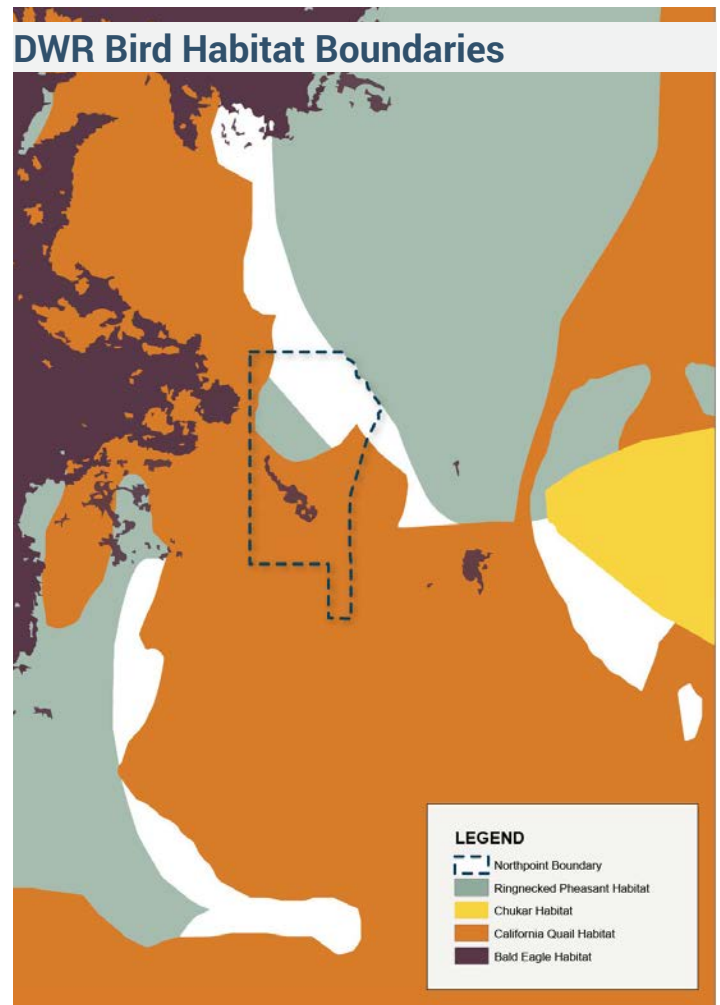 DWR Bird Habitat Boundaries
LEGEND
Northpoint Boundary
Ringnecked Pheasant Habitat
Chukar Habitat
California Quail Habitat
Bald Eagle Habitat